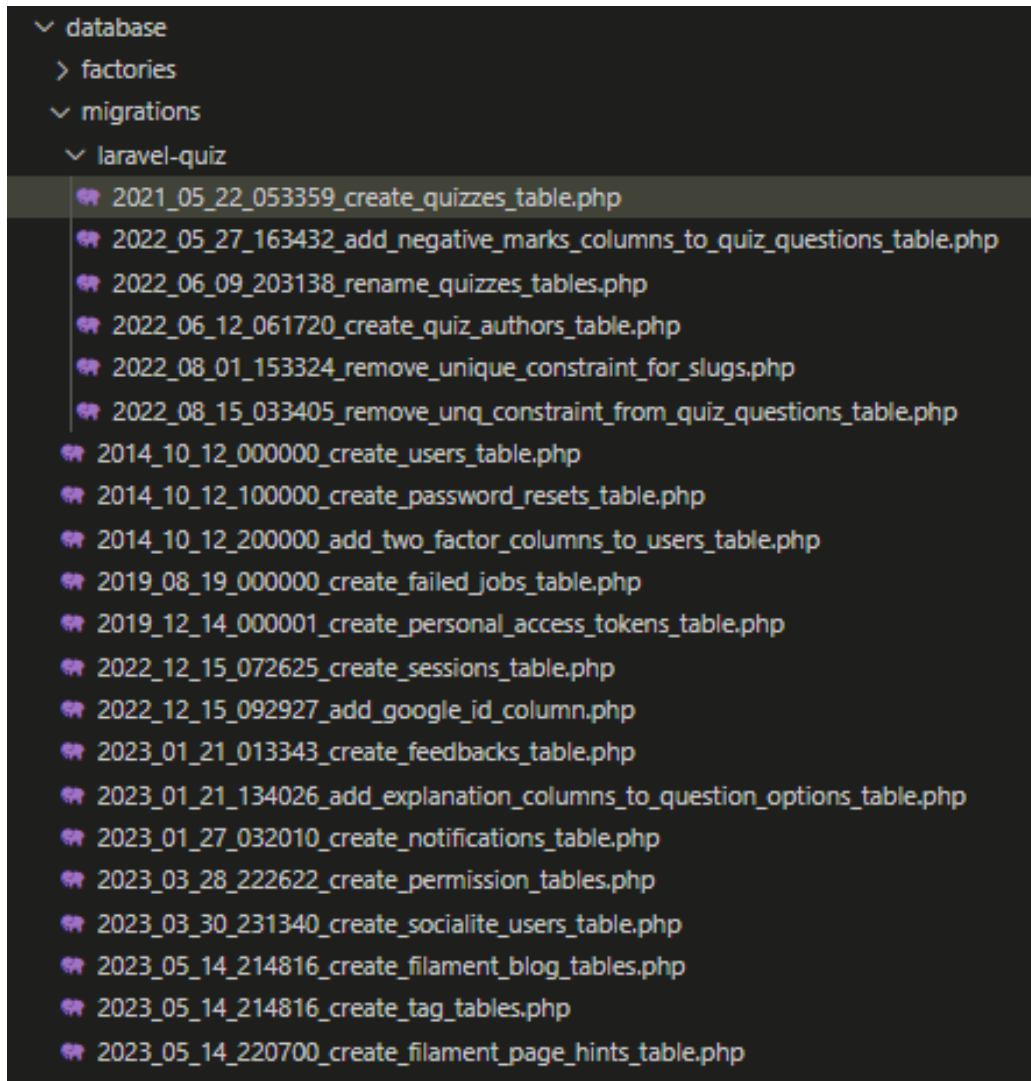 database
factories
migrations
laravel-quiz
2021_05_22_053359_create_quizzes_table.php
2022_05_27_163432_add_negative_marks_columns_to_quiz_questions_table.php
2022_06_09_203138_rename_quizzes_tables.php
2022_06_12_061720_create_quiz_authors_table.php
2022_08_01_153324_remove_unique_constraint_for_slugs.php
2022_08_15_033405_remove_unq_constraint_from_quiz_questions_table.php
2014_10_12_000000_create_users_table.php
2014_10_12_100000_create_password_resets_table.php
2014_10_12_200000_add_two_factor_columns_to_users_table.php
2019_08_19_000000_create_failed_jobs_table.php
2019_12_14_000001_create_personal_access_tokens_table.php
2022_12_15_072625_create_sessions_table.php
2022_12_15_092927_add_google_id_column.php
2023_01_21_013343_create_feedbacks_table.php
2023_01_21_134026_add_explanation_columns_to_question_options_table.php
2023_01_27_032010_create_notifications_table.php
2023_03_28_222622_create_permission_tables.php
2023_03_30_231340_create_socialite_users_table.php
2023_05_14_214816_create_filament_blog_tables.php
2023_05_14_214816_create_tag_tables.php
2023_05_14_220700_create_filament_page_hints_table.php